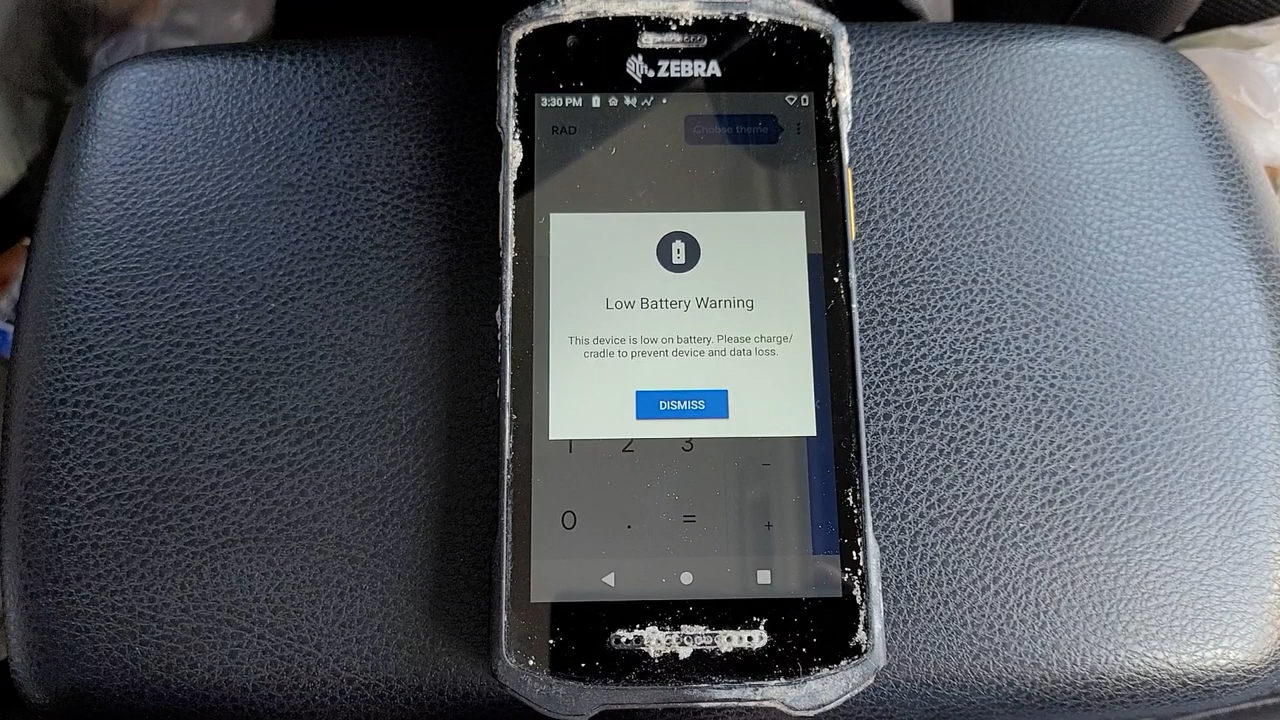 ZEBRA
3:30 PM
RAD
Choose theme
Low Battery Warning
This device is low on battery. Please charge/
cradle to prevent device and data loss.
DISMISS
1 2 3
−
0 . =
+